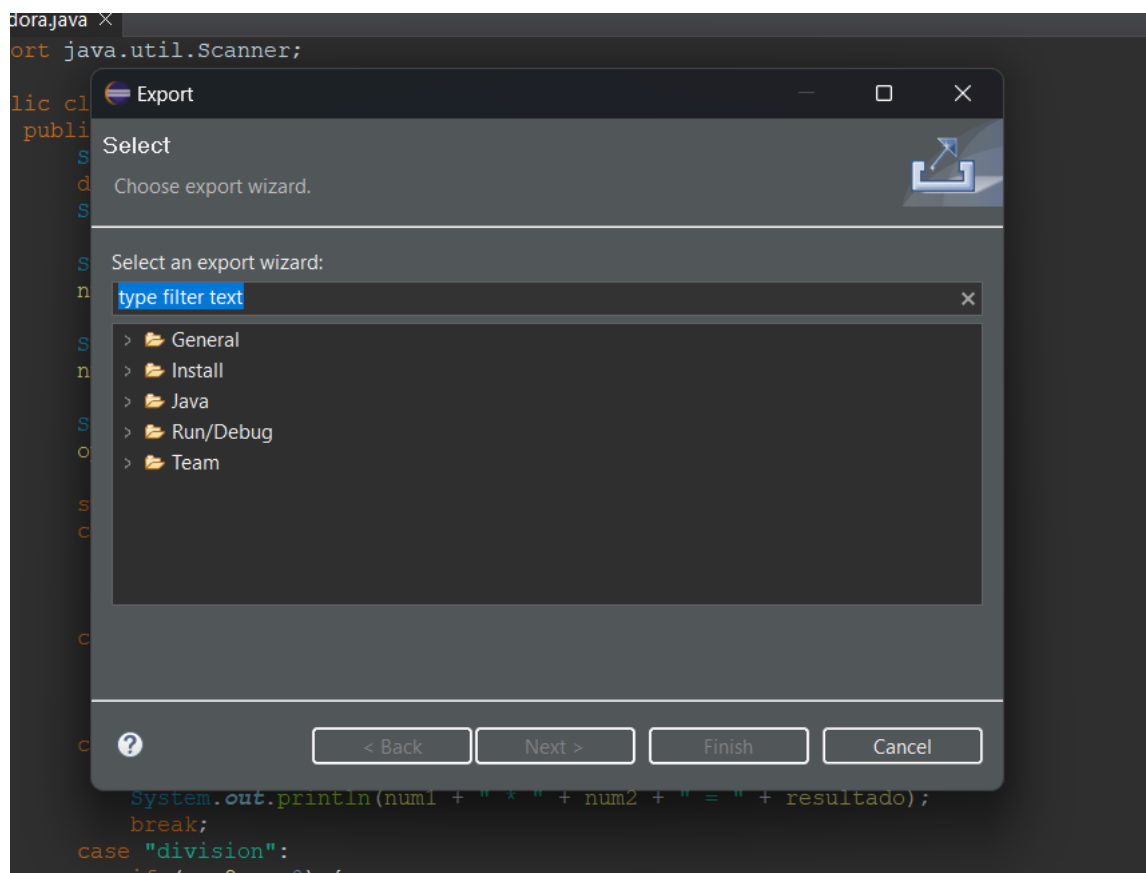 dora.java ×
ort java.util.Scanner;
Export
lic cl
publi
Select
S
d
Choose export wizard.
S
S
Select an export wizard:
n
type filter text
S
General
n
Install
Java
S
Run/Debug
o
Team
s
c
c
c
< Back
Next >
Finish
Cancel
System.out.println(num1 + " * " + num2 + " = " + resultado);
break;
case "division":